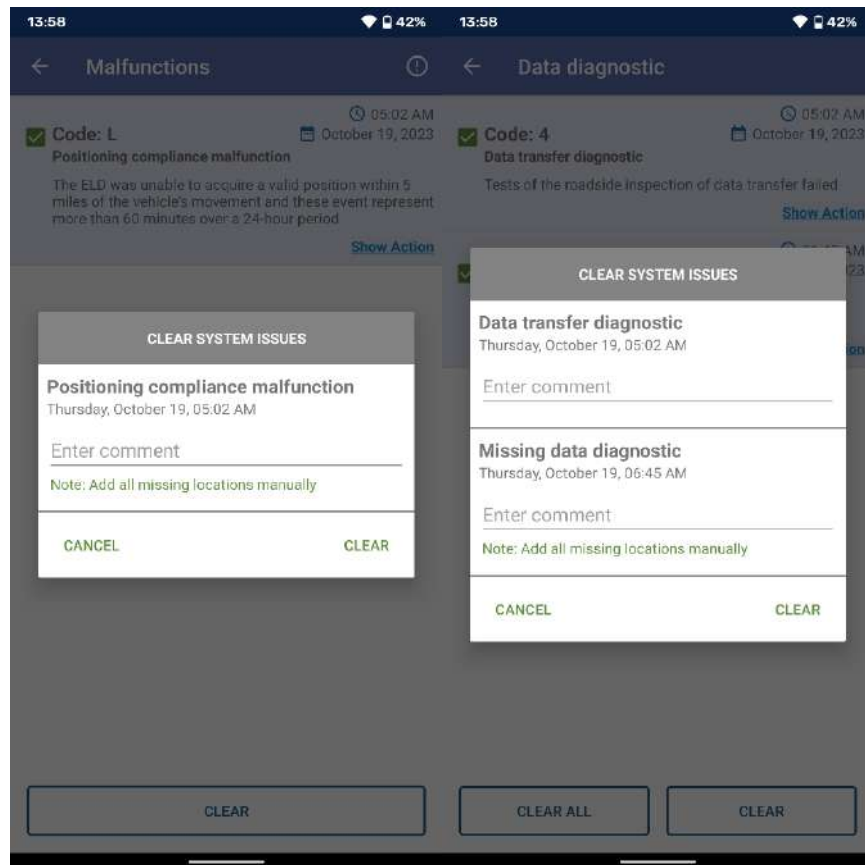 13:58
42%
Malfunctions
05:02 AM
Code: L
October 19, 2023
Positioning compliance malfunction
The ELD was unable to acquire a valid position within 5
miles of the vehicle's movement and these event represent
more than 60 minutes over a 24-hour period
Show Action
CLEAR SYSTEM ISSUES
Positioning compliance malfunction
Thursday, October 19, 05:02 AM
Enter comment
Note: Add all missing locations manually
CANCEL CLEAR
CLEAR
13:58
42%
Data diagnostic
05:02 AM
Code: 4
October 19, 2023
Data transfer diagnostic
Tests of the roadside inspection of data transfer failed
Show Action
AM
23
on
CLEAR SYSTEM ISSUES
Data transfer diagnostic
Thursday, October 19, 05:02 AM
Enter comment
Missing data diagnostic
Thursday, October 19, 06:45 AM
Enter comment
Note: Add all missing locations manually
CANCEL CLEAR
CLEAR ALL CLEAR